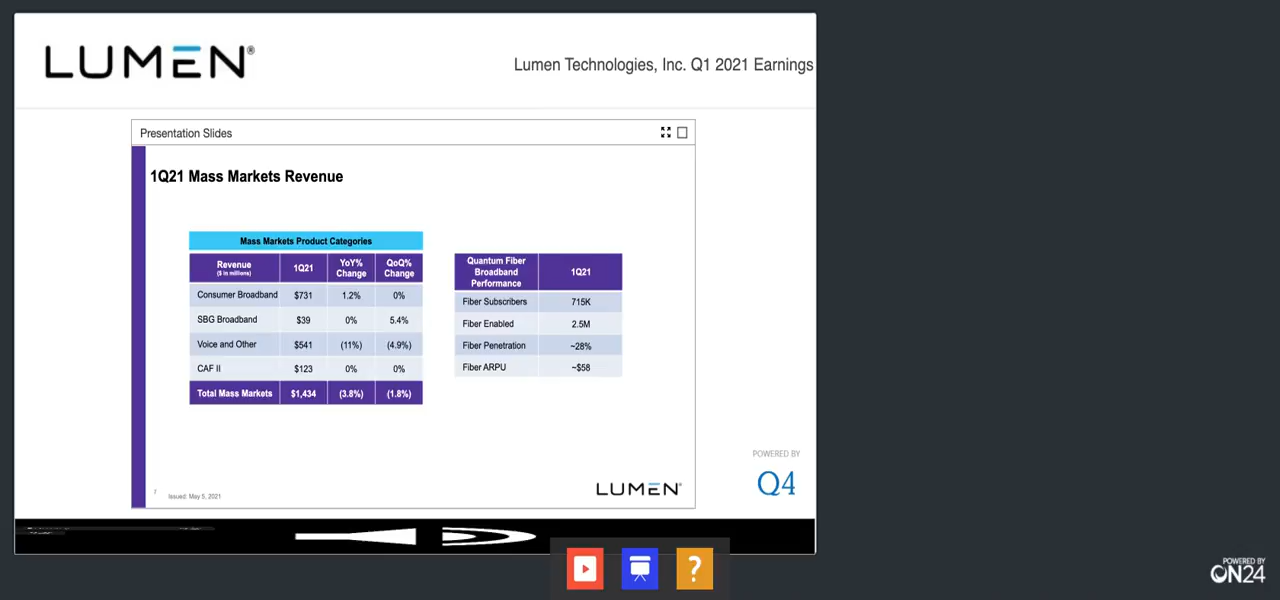 LUMEN®
Lumen Technologies, Inc. Q1 2021 Earnings
Presentation Slides
1Q21 Mass Markets Revenue
Mass Markets Product Categories
Revenue ($ in millions) 1Q21 YoY% Change QoQ% Change
Consumer Broadband $731 1.2% 0%
SBG Broadband $39 0% 5.4%
Voice and Other $541 (11%) (4.9%)
CAF II $123 0% 0%
Total Mass Markets $1,434 (3.8%) (1.8%)
Quantum Fiber Broadband Performance 1Q21
Fiber Subscribers 715K
Fiber Enabled 2.5M
Fiber Penetration ~28%
Fiber ARPU ~$58
7 Issued: May 5, 2021
LUMEN®
POWERED BY
Q4
?
POWERED BY
ON24